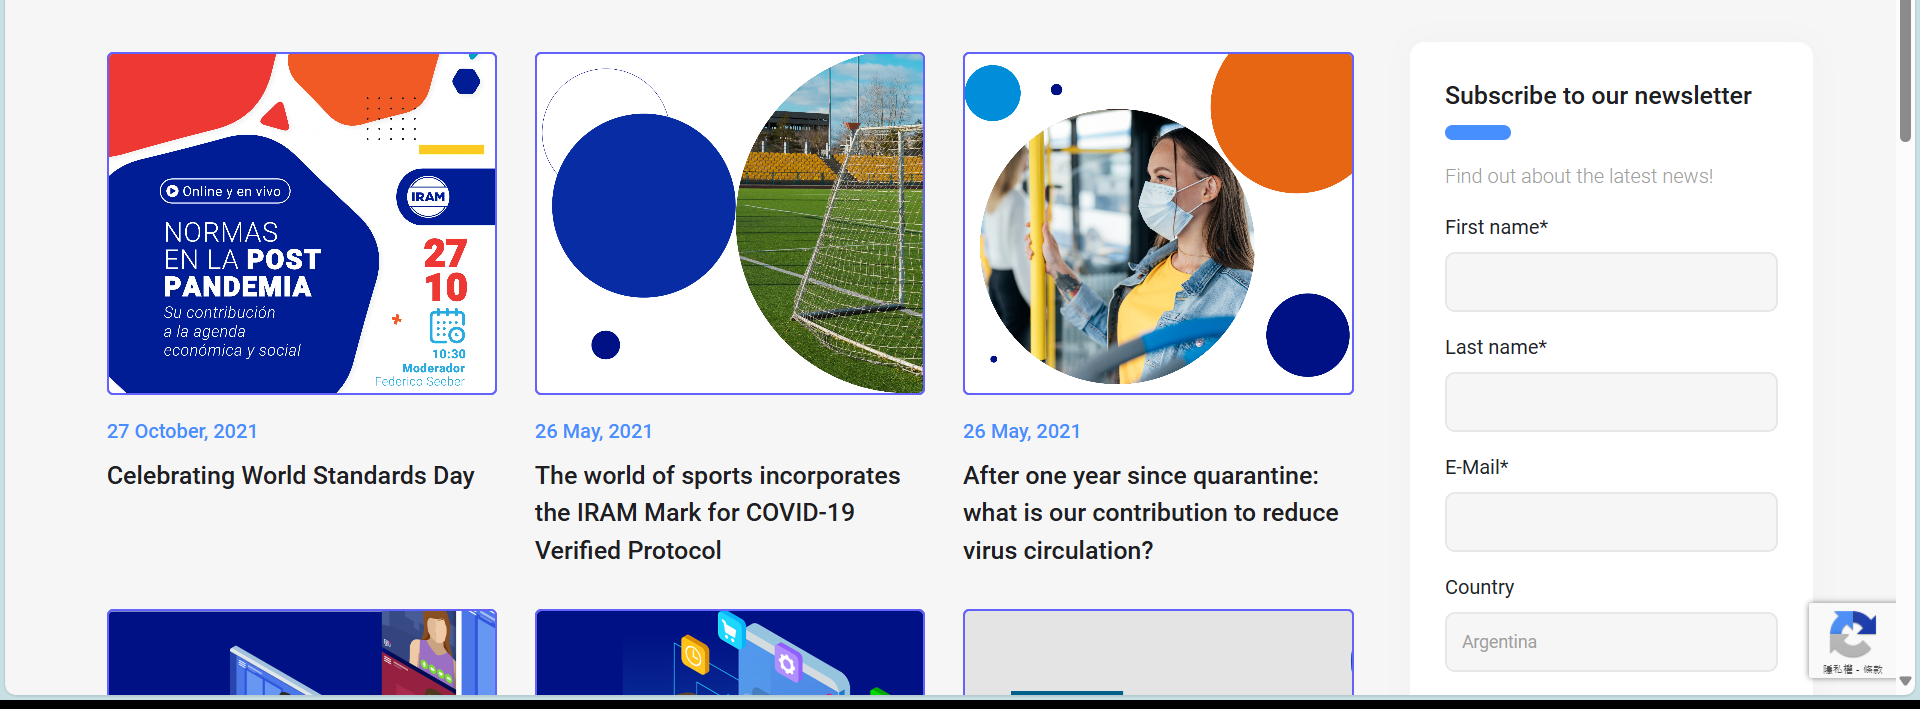 Online y en vivo
NORMAS
EN LA POST
PANDEMIA
Su contribución
a la agenda
económica y social
IRAM
27
10
10:30
Moderador
Federico Seeber
27 October, 2021
Celebrating World Standards Day
26 May, 2021
The world of sports incorporates
the IRAM Mark for COVID-19
Verified Protocol
26 May, 2021
After one year since quarantine:
what is our contribution to reduce
virus circulation?
Subscribe to our newsletter
Find out about the latest news!
First name*
Last name*
E-Mail*
Country
Argentina
隱私權 - 條款